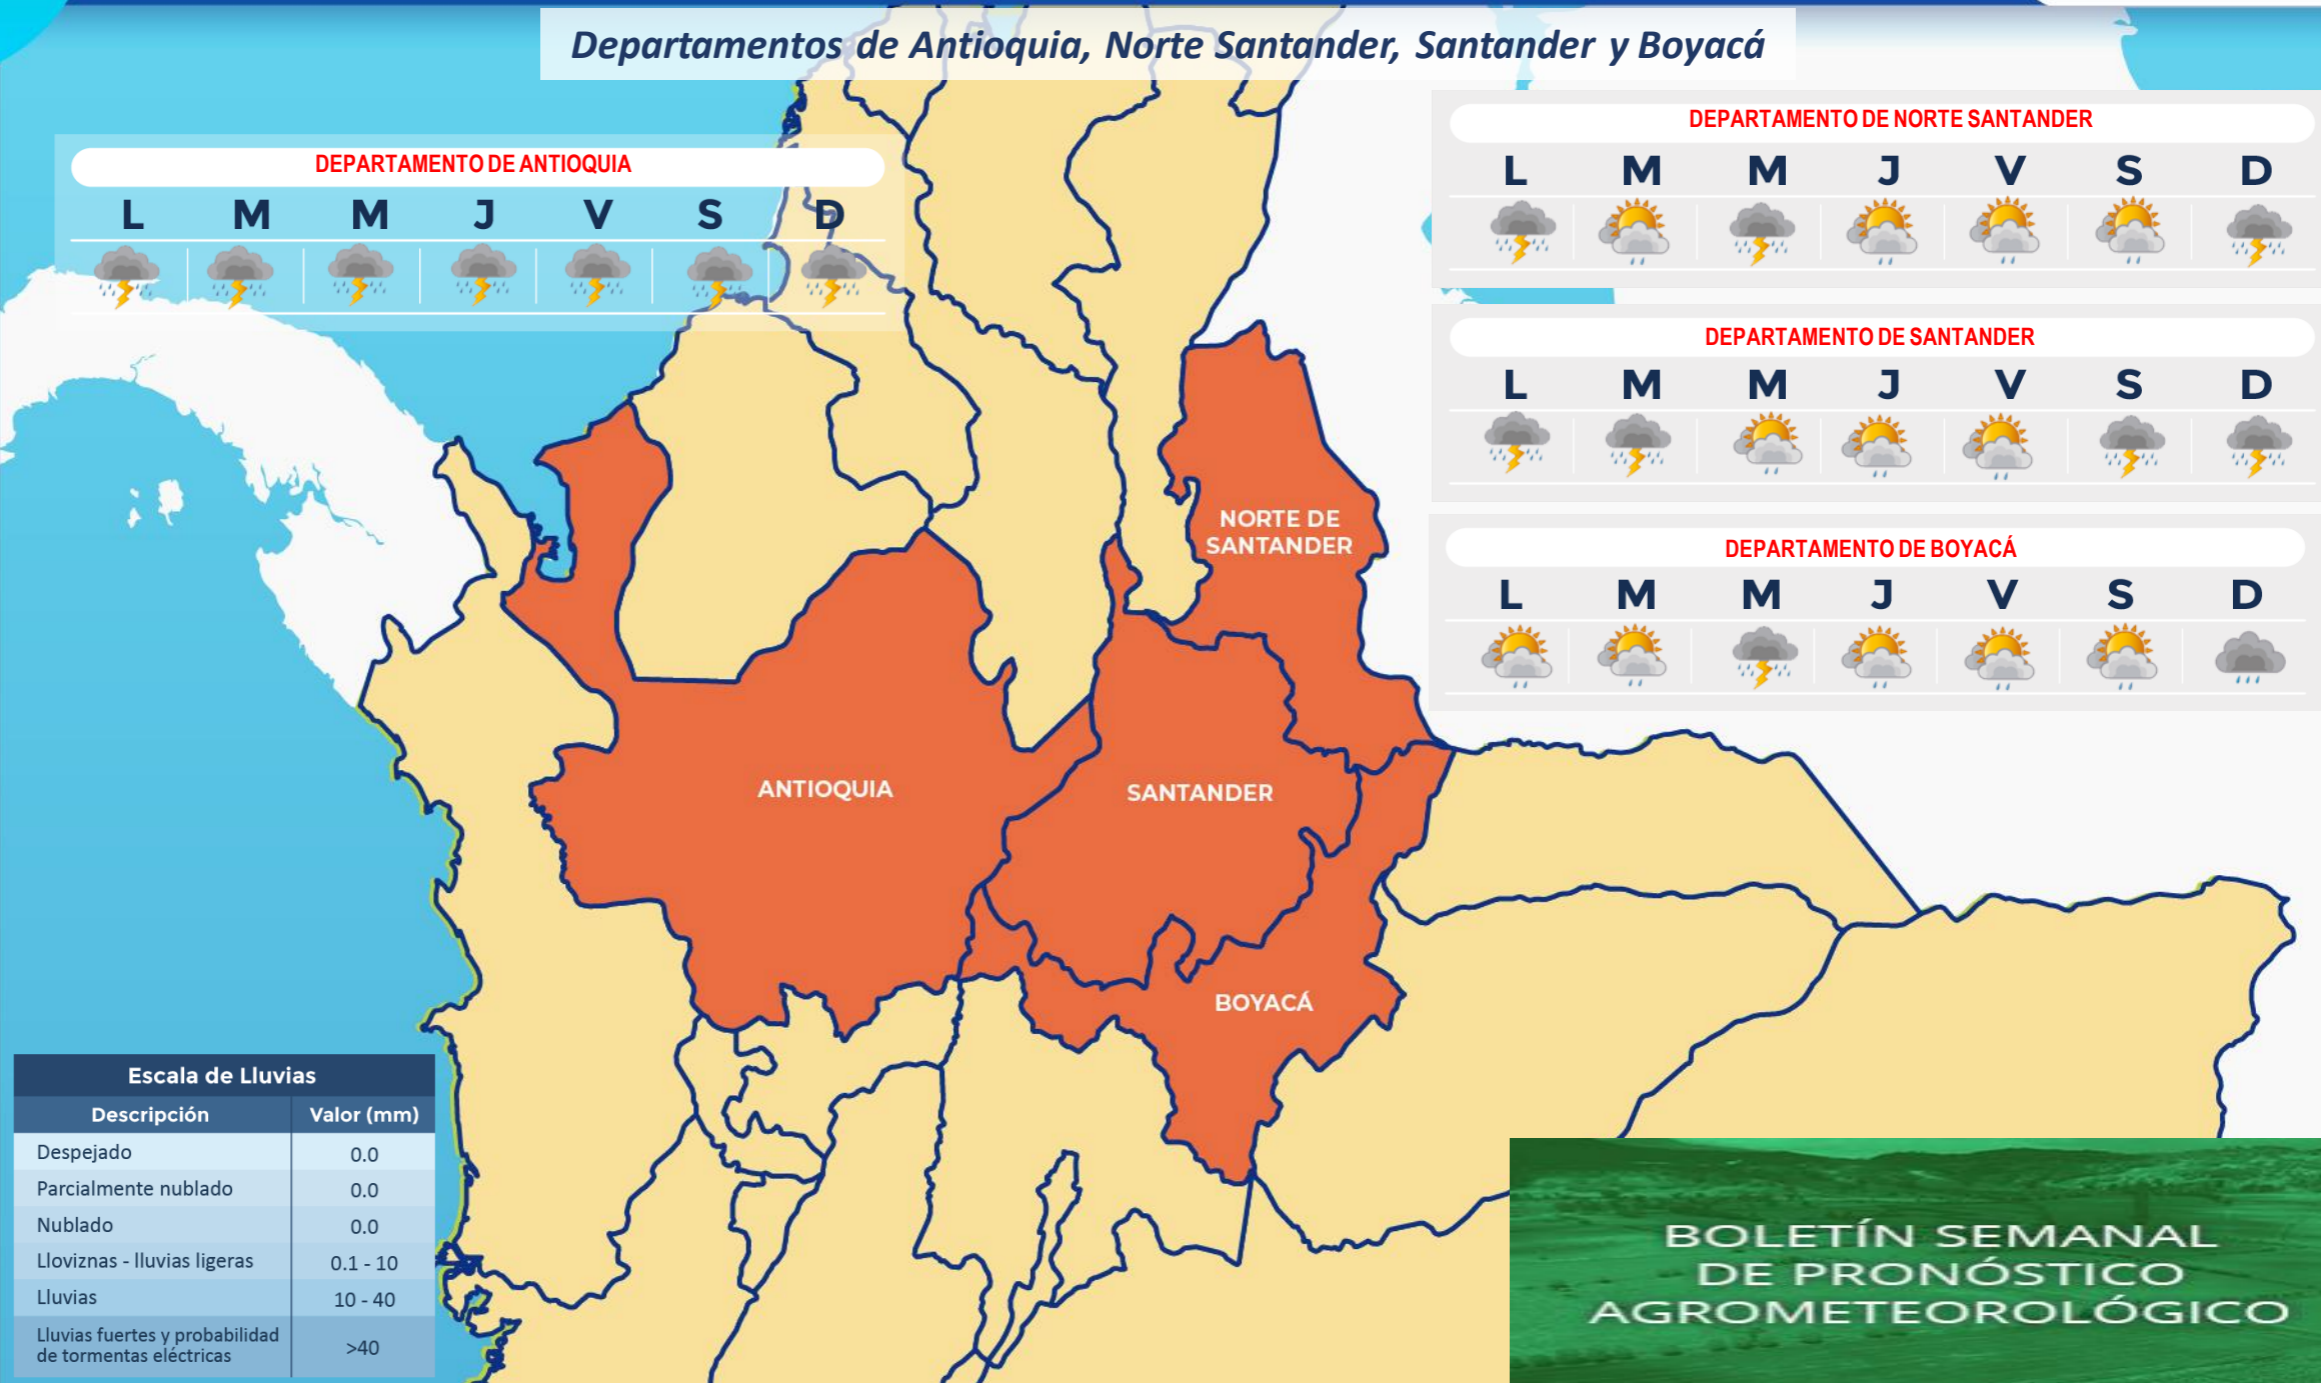 Departamentos de Antioquia, Norte Santander, Santander y Boyacá
DEPARTAMENTO DE ANTIOQUIA
L M M J V S D
DEPARTAMENTO DE NORTE SANTANDER
L M M J V S D
DEPARTAMENTO DE SANTANDER
L M M J V S D
DEPARTAMENTO DE BOYACÁ
L M M J V S D
NORTE DE
SANTANDER
ANTIOQUIA
SANTANDER
BOYACÁ
Escala de Lluvias
Descripción Valor (mm)
Despejado 0.0
Parcialmente nublado 0.0
Nublado 0.0
Lloviznas - lluvias ligeras 0.1 - 10
Lluvias 10 - 40
Lluvias fuertes y probabilidad
de tormentas eléctricas >40
BOLETÍN SEMANAL
DE PRONÓSTICO
AGROMETEOROLÓGICO